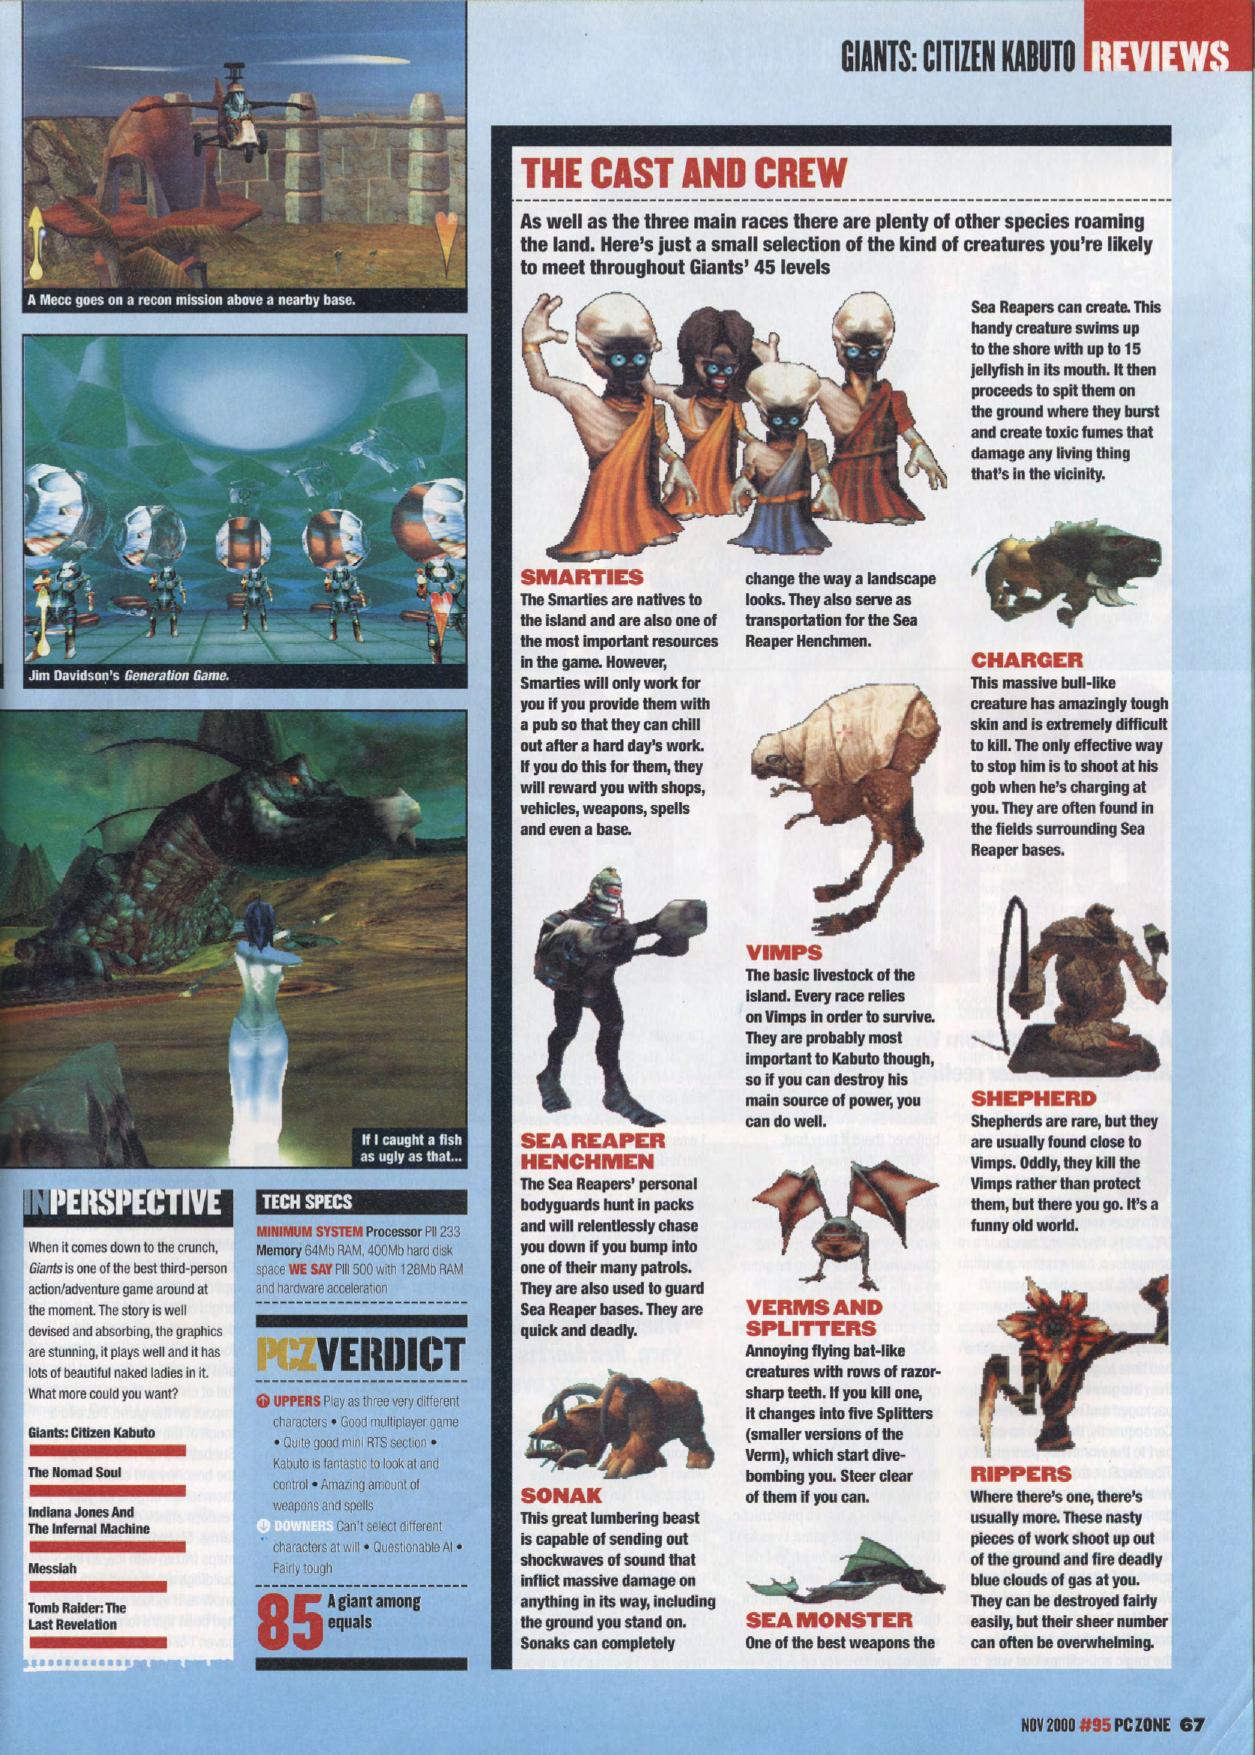 GIANTS: CITIZEN KABUTO REVIEWS
A Mecc goes on a recon mission above a nearby base.
Jim Davidson's Generation Game.
If I caught a fish
as ugly as that...
INPERSPECTIVE
When it comes down to the crunch,
Giants is one of the best third-person
action/adventure game around at
the moment. The story is well
devised and absorbing, the graphics
are stunning, it plays well and it has
lots of beautiful naked ladies in it.
What more could you want?
Giants: Citizen Kabuto
The Nomad Soul
Indiana Jones And
The Infernal Machine
Messiah
Tomb Raider: The
Last Revelation
TECH SPECS
MINIMUM SYSTEM Processor PII 233
Memory 64Mb RAM, 400Mb hard disk
space WE SAY PIII 500 with 128Mb RAM
and hardware acceleration
PCZVERDICT
UPPERS Play as three very different
characters • Good multiplayer game
• Quite good mini RTS section •
Kabuto is fantastic to look at and
control • Amazing amount of
weapons and spells
DOWNERS Can't select different
characters at will • Questionable AI •
Fairly tough
85 A giant among
equals
THE CAST AND CREW
As well as the three main races there are plenty of other species roaming
the land. Here's just a small selection of the kind of creatures you're likely
to meet throughout Giants' 45 levels
SMARTIES
The Smarties are natives to
the island and are also one of
the most important resources
in the game. However,
Smarties will only work for
you if you provide them with
a pub so that they can chill
out after a hard day's work.
If you do this for them, they
will reward you with shops,
vehicles, weapons, spells
and even a base.
SEA REAPER
HENCHMEN
The Sea Reapers' personal
bodyguards hunt in packs
and will relentlessly chase
you down if you bump into
one of their many patrols.
They are also used to guard
Sea Reaper bases. They are
quick and deadly.
SONAK
This great lumbering beast
is capable of sending out
shockwaves of sound that
inflict massive damage on
anything in its way, including
the ground you stand on.
Sonaks can completely
change the way a landscape
looks. They also serve as
transportation for the Sea
Reaper Henchmen.
VIMPS
The basic livestock of the
island. Every race relies
on Vimps in order to survive.
They are probably most
important to Kabuto though,
so if you can destroy his
main source of power, you
can do well.
VERMS AND
SPLITTERS
Annoying flying bat-like
creatures with rows of razor-
sharp teeth. If you kill one,
it changes into five Splitters
(smaller versions of the
Verm), which start dive-
bombing you. Steer clear
of them if you can.
SEA MONSTER
One of the best weapons the
Sea Reapers can create. This
handy creature swims up
to the shore with up to 15
jellyfish in its mouth. It then
proceeds to spit them on
the ground where they burst
and create toxic fumes that
damage any living thing
that's in the vicinity.
CHARGER
This massive bull-like
creature has amazingly tough
skin and is extremely difficult
to kill. The only effective way
to stop him is to shoot at his
gob when he's charging at
you. They are often found in
the fields surrounding Sea
Reaper bases.
SHEPHERD
Shepherds are rare, but they
are usually found close to
Vimps. Oddly, they kill the
Vimps rather than protect
them, but there you go. It's a
funny old world.
RIPPERS
Where there's one, there's
usually more. These nasty
pieces of work shoot up out
of the ground and fire deadly
blue clouds of gas at you.
They can be destroyed fairly
easily, but their sheer number
can often be overwhelming.
NOV 2000 #95 PC ZONE 67